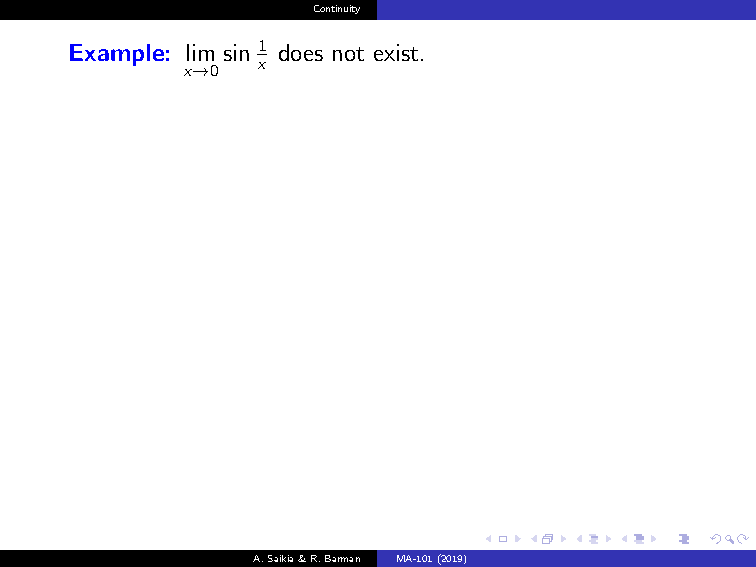 Continuity
Example: lim x→0 sin 1/x does not exist.
A. Saikia & R. Barman MA-101 (2019)